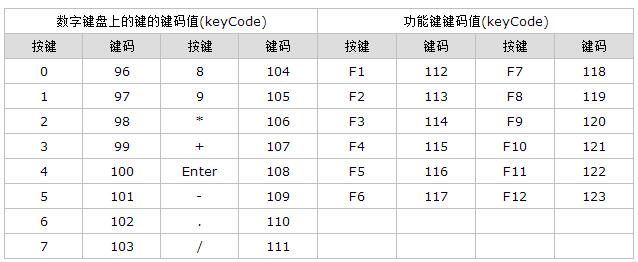 数字键盘上的键的键码值(keyCode) 功能键键码值(keyCode)
按键 键码 按键 键码 按键 键码 按键 键码
0 96 8 104 F1 112 F7 118
1 97 9 105 F2 113 F8 119
2 98 * 106 F3 114 F9 120
3 99 + 107 F4 115 F10 121
4 100 Enter 108 F5 116 F11 122
5 101 - 109 F6 117 F12 123
6 102 . 110
7 103 / 111